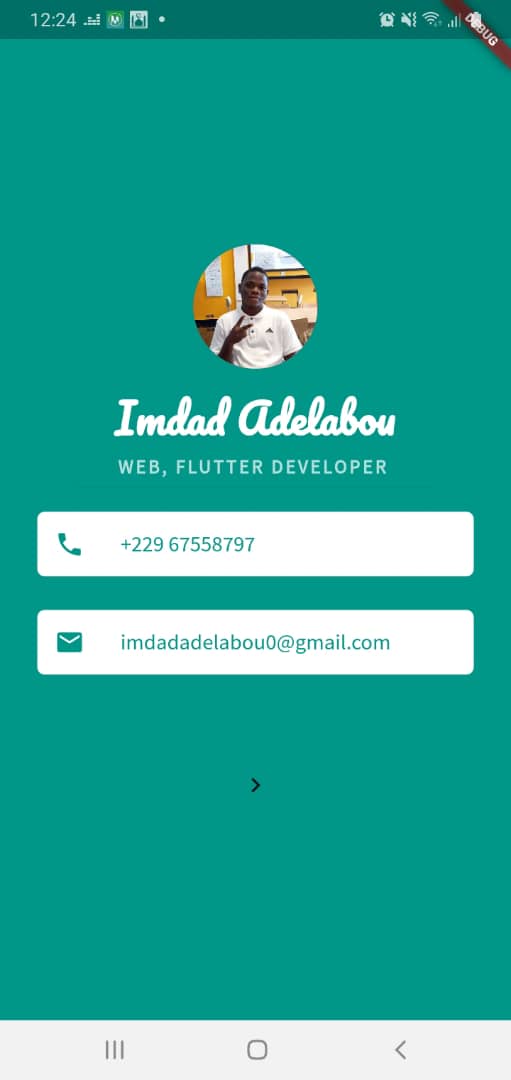 12:24
DEBUG
Imdad Adelabou
WEB, FLUTTER DEVELOPER
+229 67558797
imdadadelabou0@gmail.com